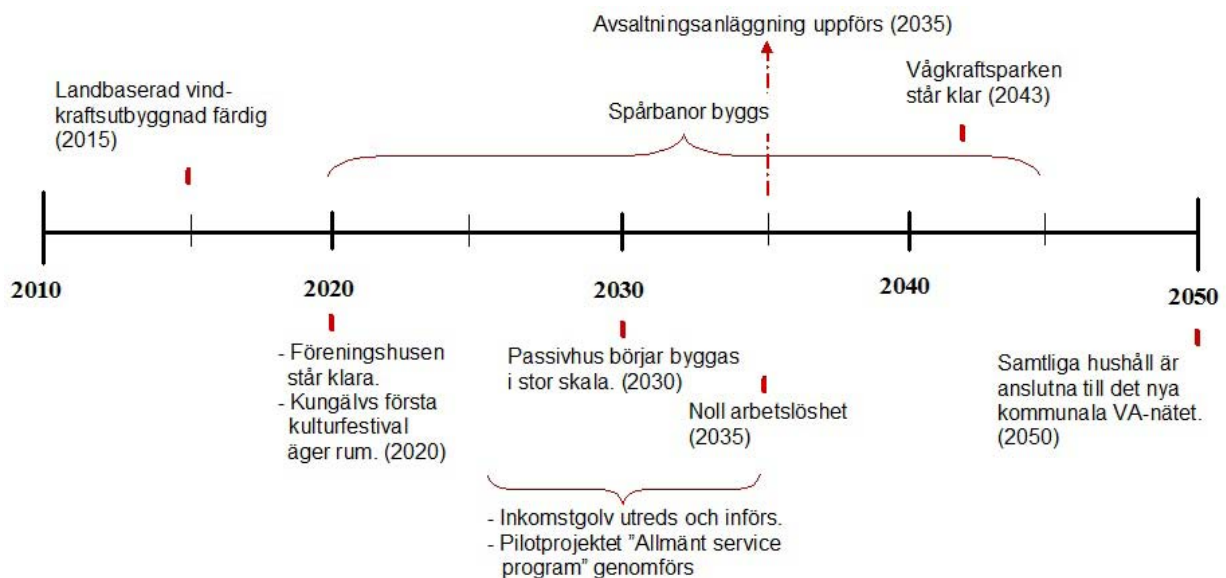 Avsaltningsanläggning uppförs (2035)
Landbaserad vind-
kraftsutbyggnad färdig
(2015)
Vågkraftsparken
står klar (2043)
Spårbanor byggs
2010
2020
2030
2040
2050
- Föreningshusen
står klara.
- Kungälvs första
kulturfestival
äger rum. (2020)
Passivhus börjar byggas
i stor skala. (2030)
Noll arbetslöshet
(2035)
Samtliga hushåll är
anslutna till det nya
kommunala VA-nätet.
(2050)
- Inkomstgolv utreds och införs.
- Pilotprojektet ”Allmänt service
program” genomförs